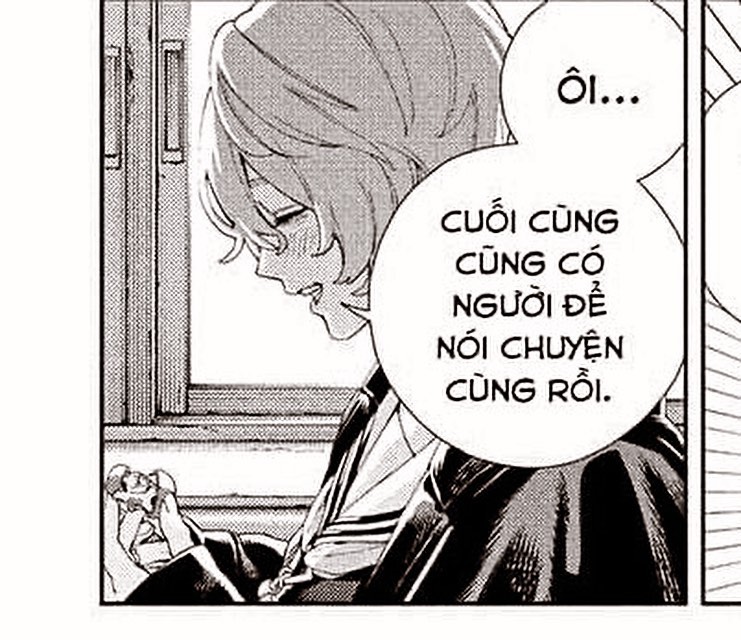 ÔI...
CUỐI CÙNG
CŨNG CÓ
NGƯỜI ĐỂ
NÓI CHUYỆN
CÙNG RỒI.